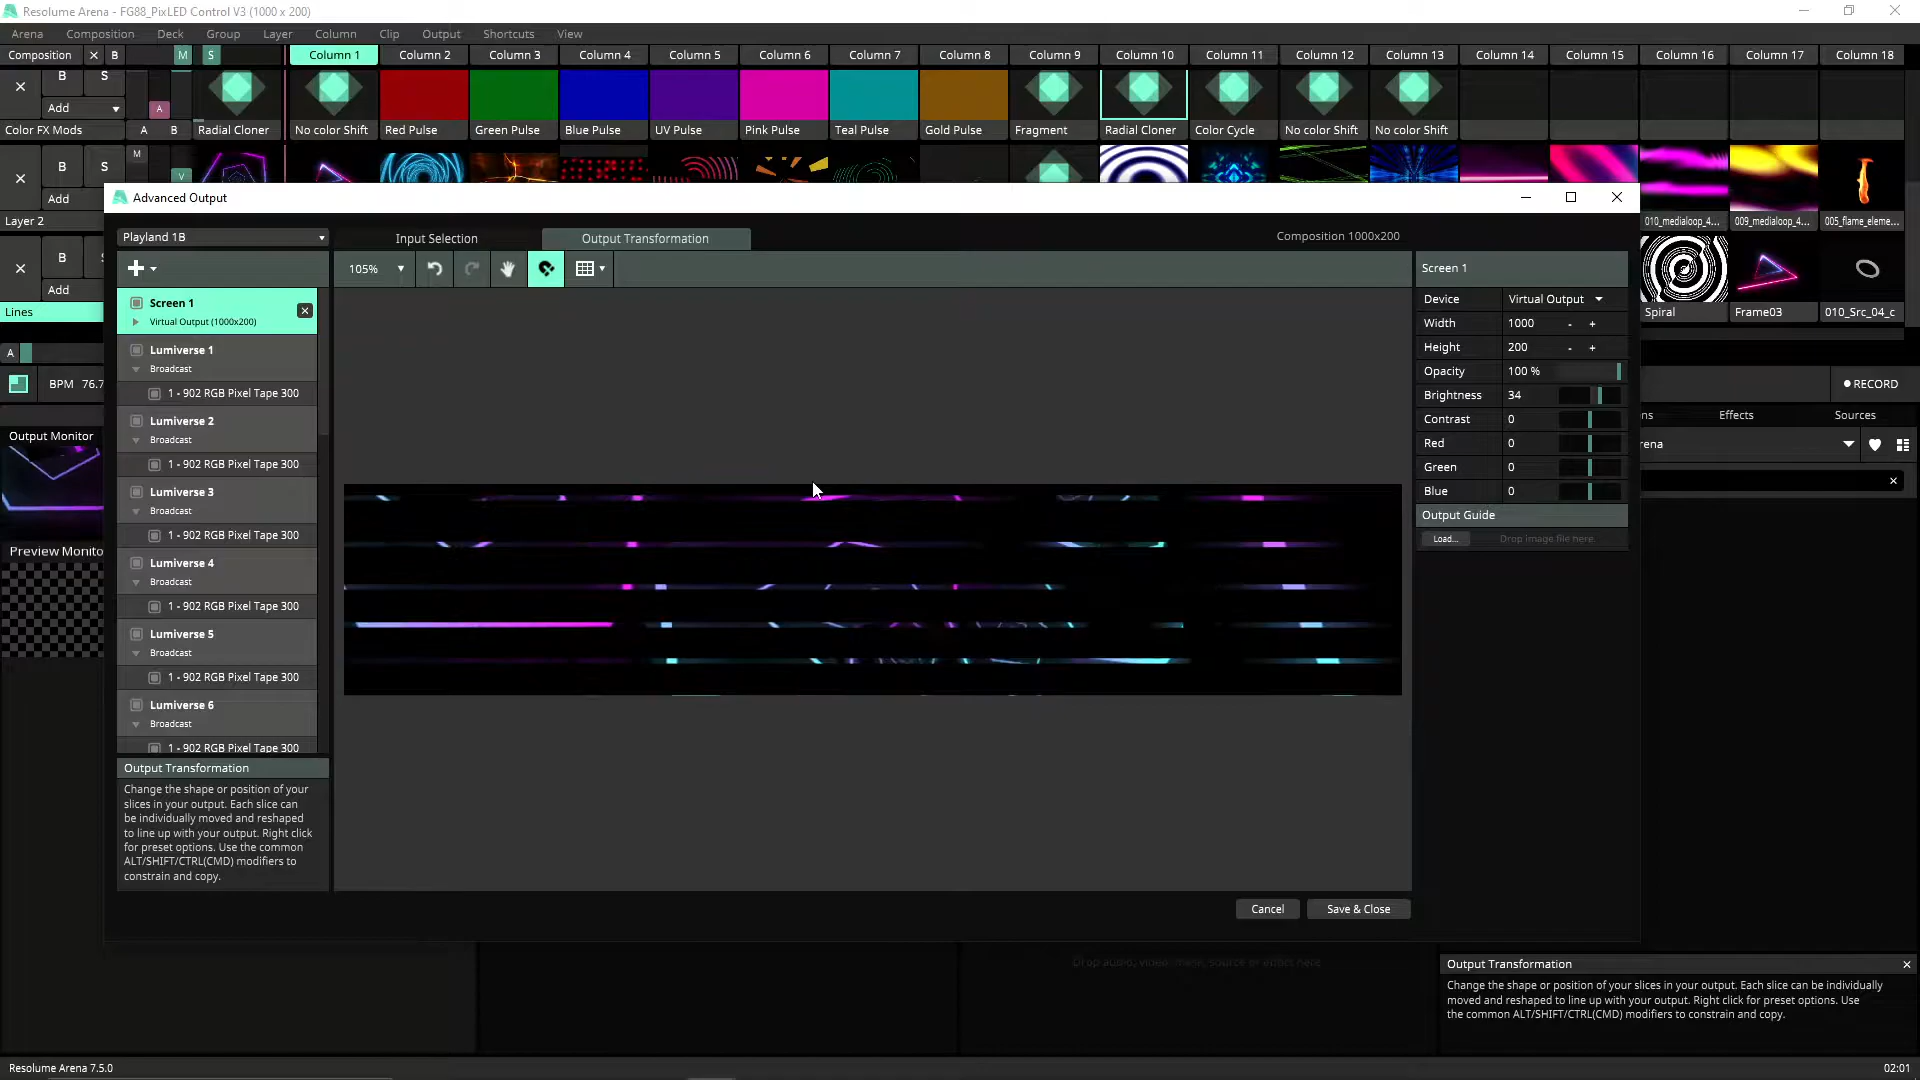 Resolume Arena - FG88_PixLED Control V3 (1000 x 200)
Arena Composition Deck Group Layer Column Clip Output Shortcuts View
Composition B M S Column 1 Column 2 Column 3 Column 4 Column 5 Column 6 Column 7 Column 8 Column 9 Column 10 Column 11 Column 12 Column 13 Column 14 Column 15 Column 16 Column 17 Column 18
B S
Add A
Color FX Mods A B Radial Cloner No color Shift Red Pulse Green Pulse Blue Pulse UV Pulse Pink Pulse Teal Pulse Gold Pulse Fragment Radial Cloner Color Cycle No color Shift No color Shift
M
B S V
Add
Layer 2 010_medialoop_4... 009_medialoop_4... 005_flame_eleme...
Advanced Output
Playland 1B Input Selection Output Transformation Composition 1000x200
B
105% Screen 1
Add
Lines Spiral Frame03 010_Src_04_c
Screen 1
Virtual Output (1000x200)
Device Virtual Output
Width 1000 - +
Height 200 - +
Opacity 100 %
Brightness 34
Contrast 0
Red 0
Green 0
Blue 0
Output Guide
Load... Drop image file here
Lumiverse 1
Broadcast
1 - 902 RGB Pixel Tape 300
Lumiverse 2
Broadcast
1 - 902 RGB Pixel Tape 300
Lumiverse 3
Broadcast
1 - 902 RGB Pixel Tape 300
Lumiverse 4
Broadcast
1 - 902 RGB Pixel Tape 300
Lumiverse 5
Broadcast
1 - 902 RGB Pixel Tape 300
Lumiverse 6
Broadcast
1 - 902 RGB Pixel Tape 300
Output Transformation
Change the shape or position of your
slices in your output. Each slice can
be individually moved and reshaped
to line up with your output. Right click
for preset options. Use the common
ALT/SHIFT/CTRL(CMD) modifiers to
constrain and copy.
Cancel Save & Close
A
BPM 76.7
RECORD
Effects Sources
Output Monitor
Preview Monito
Drop audio, video, mask, source or effect here
Output Transformation
Change the shape or position of your slices in your output. Each slice can be individually
moved and reshaped to line up with your output. Right click for preset options. Use
the common ALT/SHIFT/CTRL(CMD) modifiers to constrain and copy.
Resolume Arena 7.5.0 02:01